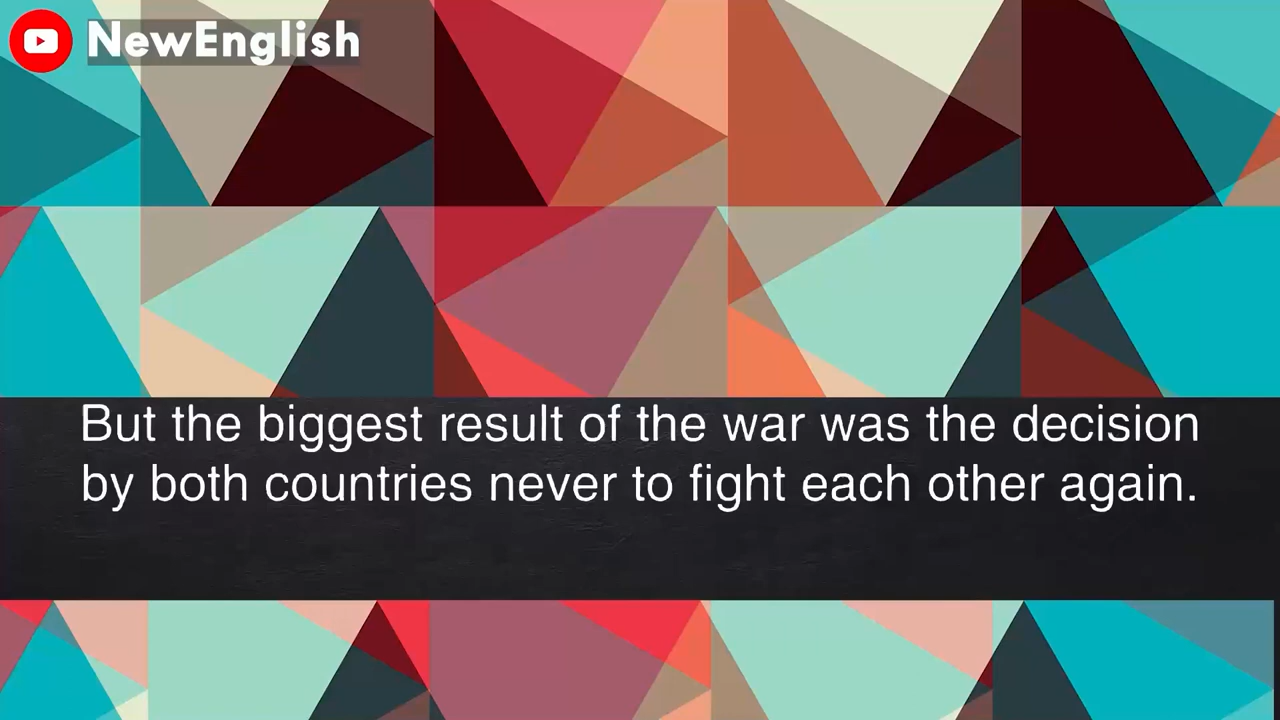 NewEnglish
But the biggest result of the war was the decision
by both countries never to fight each other again.